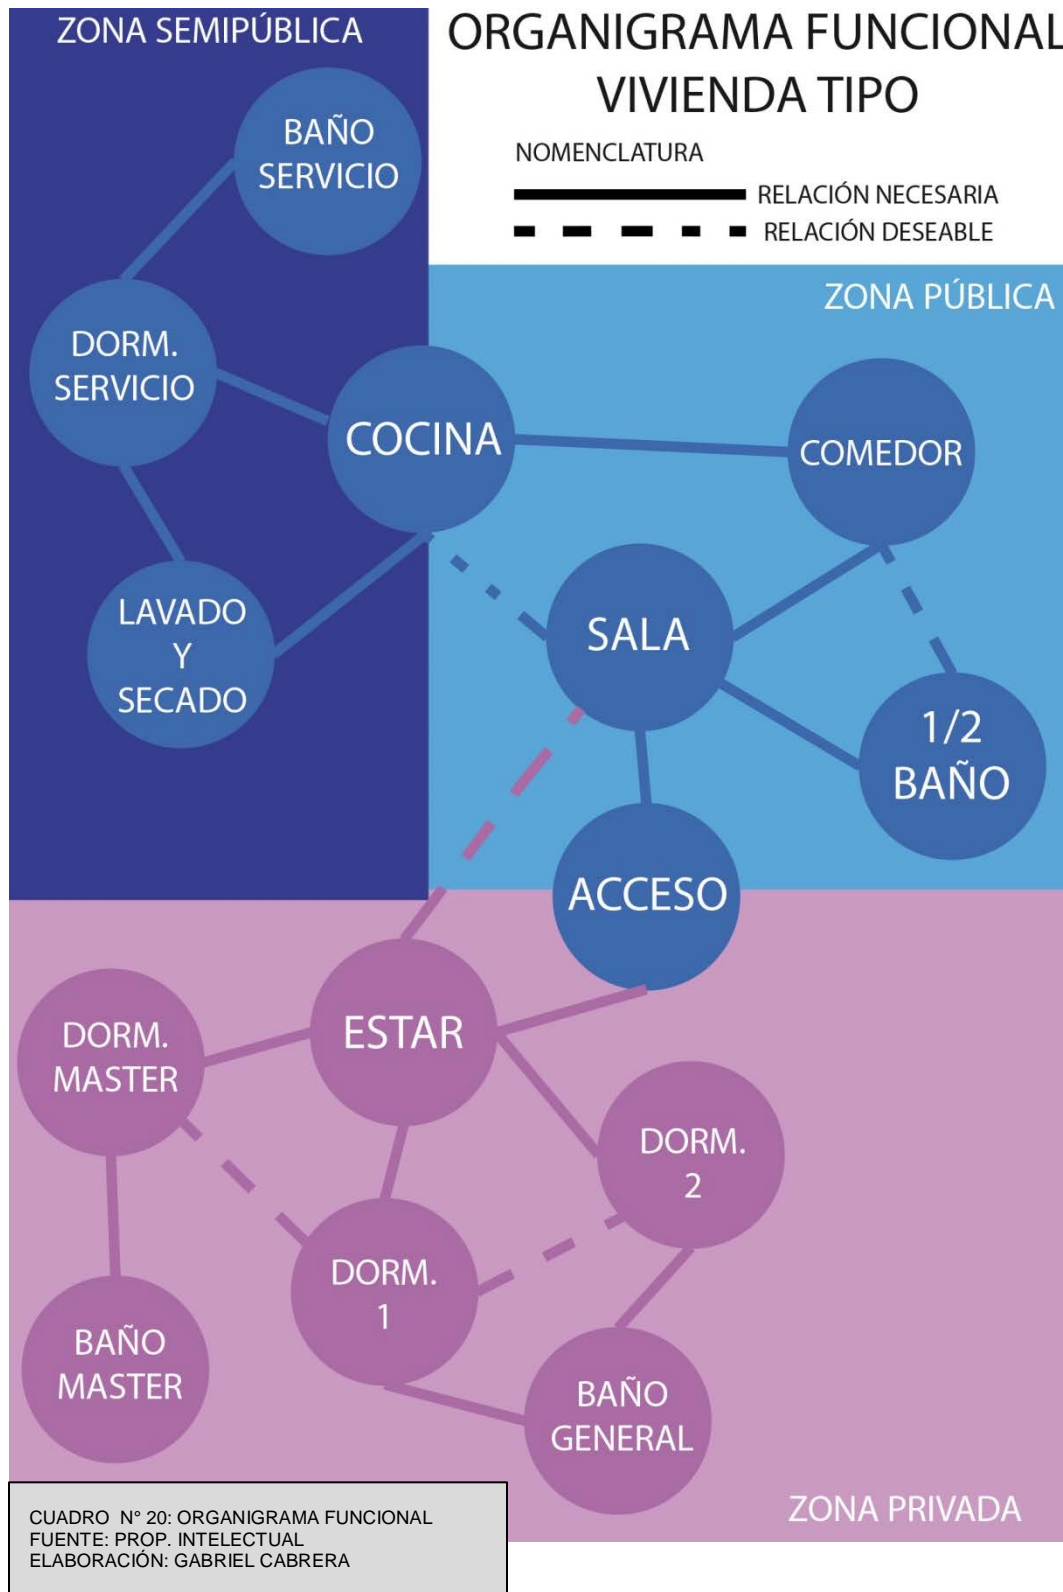 ZONA SEMIPÚBLICA
ORGANIGRAMA FUNCIONAL
VIVIENDA TIPO
NOMENCLATURA
RELACIÓN NECESARIA
RELACIÓN DESEABLE
BAÑO
SERVICIO
ZONA PÚBLICA
DORM.
SERVICIO
COCINA
COMEDOR
LAVADO
Y
SECADO
SALA
1/2
BAÑO
ACCESO
DORM.
MASTER
ESTAR
DORM.
2
DORM.
1
BAÑO
MASTER
BAÑO
GENERAL
ZONA PRIVADA
CUADRO N° 20: ORGANIGRAMA FUNCIONAL
FUENTE: PROP. INTELECTUAL
ELABORACIÓN: GABRIEL CABRERA